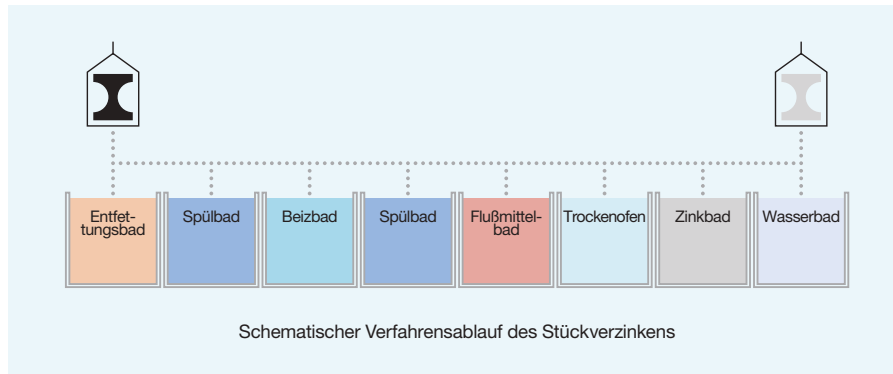 Entfet-
tungsbad
Spülbad
Beizbad
Spülbad
Flußmittel-
bad
Trockenofen
Zinkbad
Wasserbad
Schematischer Verfahrensablauf des Stückverzinkens